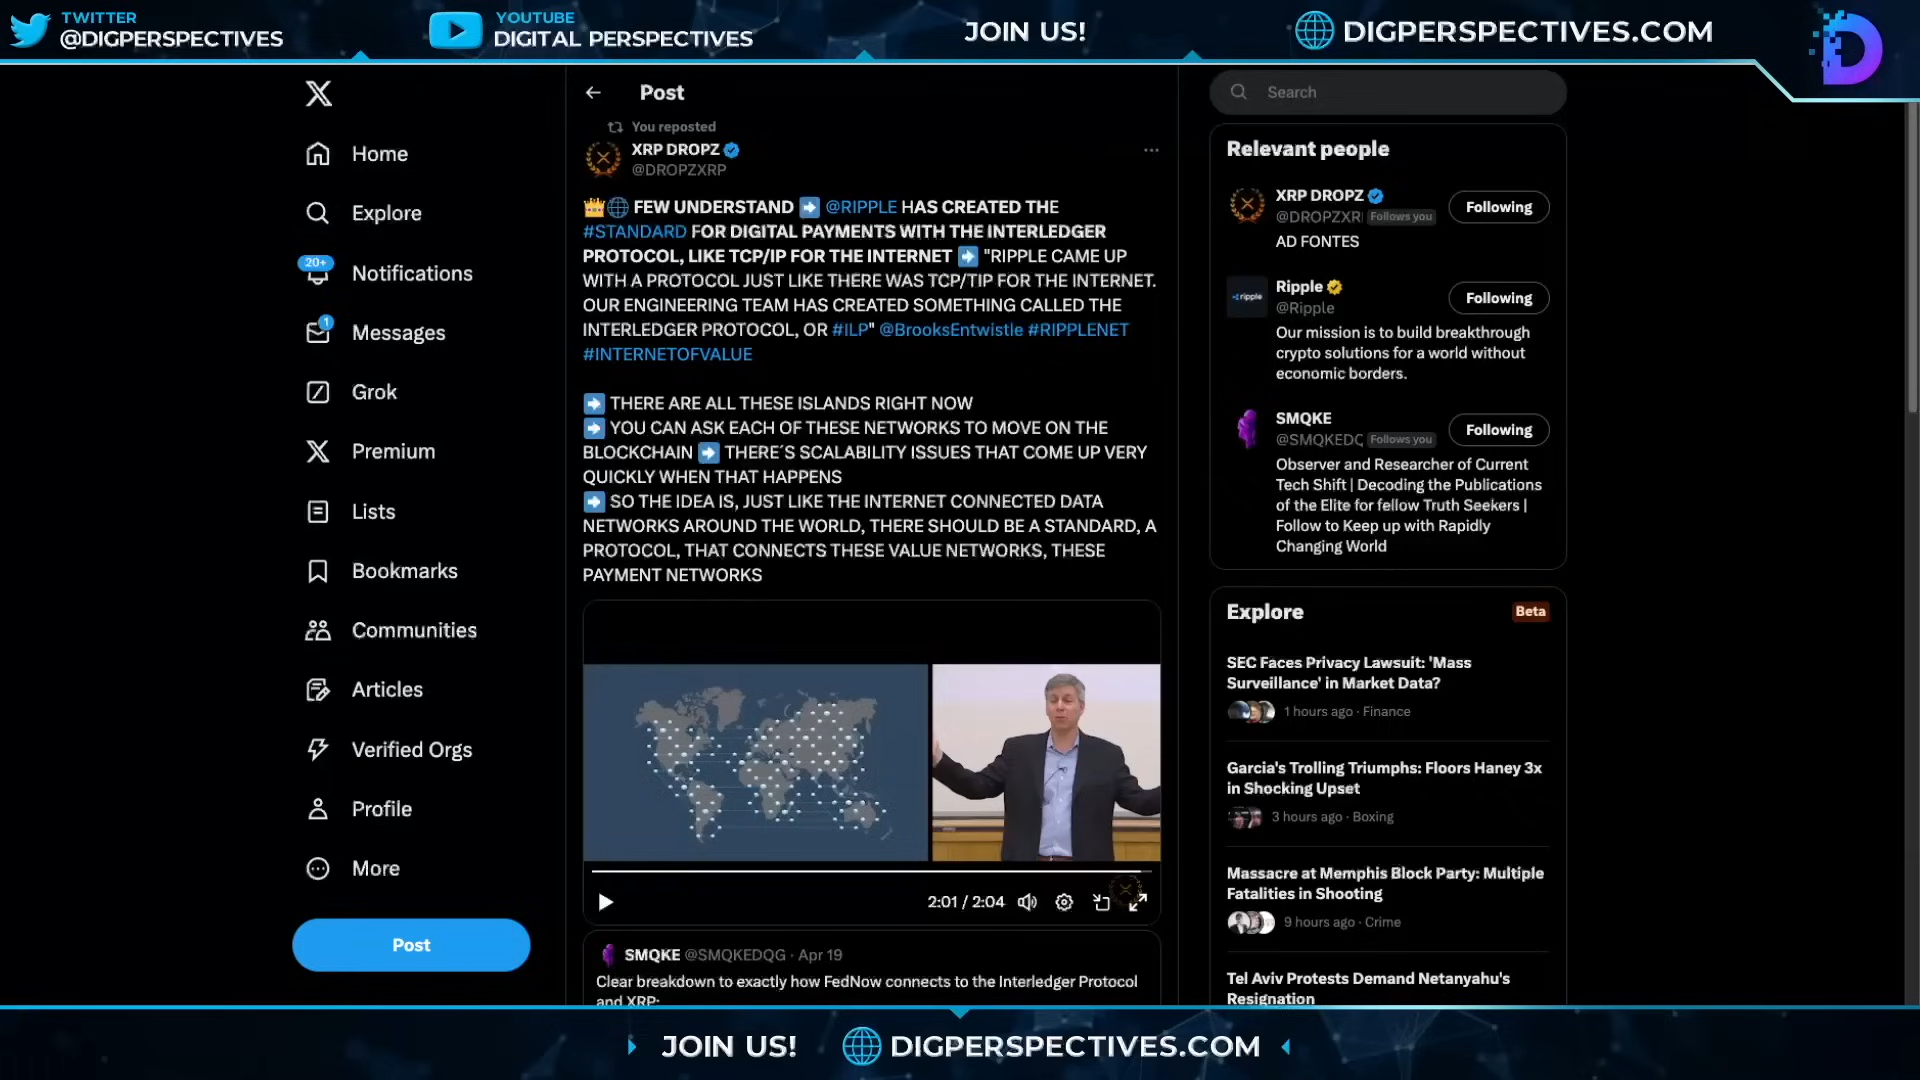 TWITTER
@DIGPERSPECTIVES
YOUTUBE
DIGITAL PERSPECTIVES
JOIN US!
DIGPERSPECTIVES.COM
Home
Explore
20+
Notifications
1
Messages
Grok
Premium
Lists
Bookmarks
Communities
Articles
Verified Orgs
Profile
More
Post
Post
You reposted
XRP DROPZ
@DROPZXRP
FEW UNDERSTAND ➡ @RIPPLE HAS CREATED THE
#STANDARD FOR DIGITAL PAYMENTS WITH THE INTERLEDGER
PROTOCOL, LIKE TCP/IP FOR THE INTERNET ➡ "RIPPLE CAME UP
WITH A PROTOCOL JUST LIKE THERE WAS TCP/TIP FOR THE INTERNET.
OUR ENGINEERING TEAM HAS CREATED SOMETHING CALLED THE
INTERLEDGER PROTOCOL, OR #ILP" @BrooksEntwistle #RIPPLENET
#INTERNETOFVALUE
➡ THERE ARE ALL THESE ISLANDS RIGHT NOW
➡ YOU CAN ASK EACH OF THESE NETWORKS TO MOVE ON THE
BLOCKCHAIN ➡ THERE´S SCALABILITY ISSUES THAT COME UP VERY
QUICKLY WHEN THAT HAPPENS
➡ SO THE IDEA IS, JUST LIKE THE INTERNET CONNECTED DATA
NETWORKS AROUND THE WORLD, THERE SHOULD BE A STANDARD, A
PROTOCOL, THAT CONNECTS THESE VALUE NETWORKS, THESE
PAYMENT NETWORKS
2:01 / 2:04
SMQKE @SMQKEDQG · Apr 19
Clear breakdown to exactly how FedNow connects to the Interledger Protocol
and XRP:
Search
Relevant people
XRP DROPZ
@DROPZXR Follows you
Following
AD FONTES
ripple
Ripple
@Ripple
Following
Our mission is to build breakthrough
crypto solutions for a world without
economic borders.
SMQKE
@SMQKEDQ Follows you
Following
Observer and Researcher of Current
Tech Shift | Decoding the Publications
of the Elite for fellow Truth Seekers |
Follow to Keep up with Rapidly
Changing World
Explore
Beta
SEC Faces Privacy Lawsuit: 'Mass
Surveillance' in Market Data?
1 hours ago · Finance
Garcia's Trolling Triumphs: Floors Haney 3x
in Shocking Upset
3 hours ago · Boxing
Massacre at Memphis Block Party: Multiple
Fatalities in Shooting
9 hours ago · Crime
Tel Aviv Protests Demand Netanyahu's
Resignation
JOIN US!
DIGPERSPECTIVES.COM